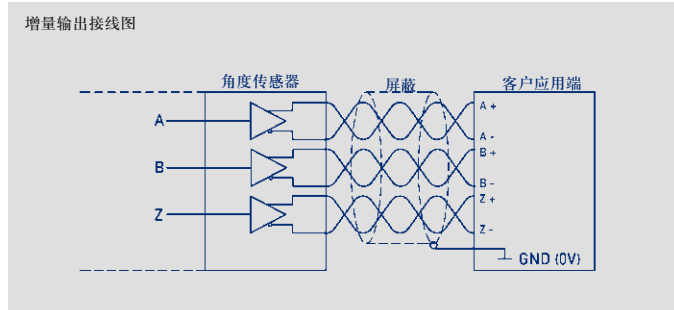 增量输出接线图
角度传感器
屏蔽
客户应用端
A
A +
A -
B
B +
B -
Z
Z +
Z -
GND (0V)